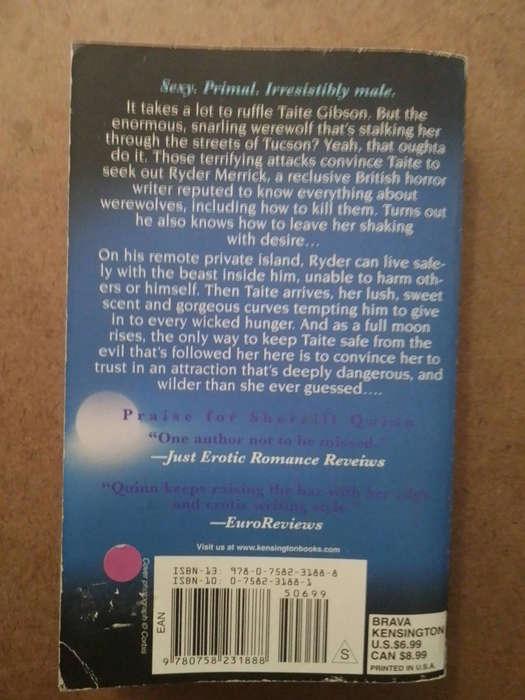 Sexy. Primal. Irresistibly male.
It takes a lot to ruffle Taite Gibson. But the
enormous, snarling werewolf that's stalking her
through the streets of Tucson? Yeah, that oughta
do it. Those terrifying attacks convince Taite to
seek out Ryder Merrick, a reclusive British horror
writer reputed to know everything about
werewolves, including how to kill them. Turns out
he also knows how to leave her shaking
with desire...
On his remote private island, Ryder can live safe-
ly with the beast inside him, unable to harm oth-
ers or himself. Then Taite arrives, her lush, sweet
scent and gorgeous curves tempting him to give
in to every wicked hunger. And as a full moon
rises, the only way to keep Taite safe from the
evil that's followed her here is to convince her to
trust in an attraction that's deeply dangerous, and
wilder than she ever guessed....
Praise for Sherrill Quinn
"One author not to be missed."
—Just Erotic Romance Reveiws
"Quinn keeps raising the bar with her edgy
and erotic writing style."
—EuroReviews
Visit us at www.kensingtonbooks.com
Cover photograph © Corbis
EAN
ISBN-13: 978-0-7582-3188-8
ISBN-10: 0-7582-3188-1
50699
9 780758 231888
S
BRAVA
KENSINGTON
U.S.$6.99
CAN $8.99
PRINTED IN U.S.A.